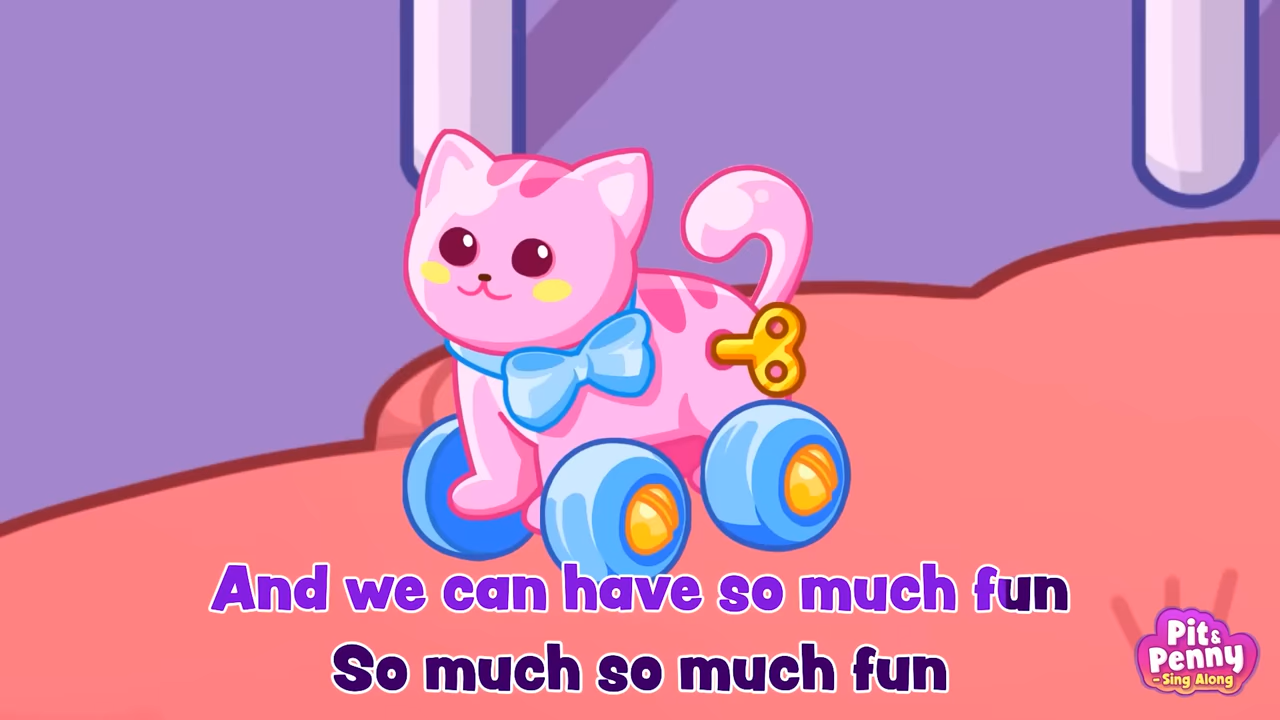 And we can have so much fun
So much so much fun
Pit &
Penny
- Sing Along